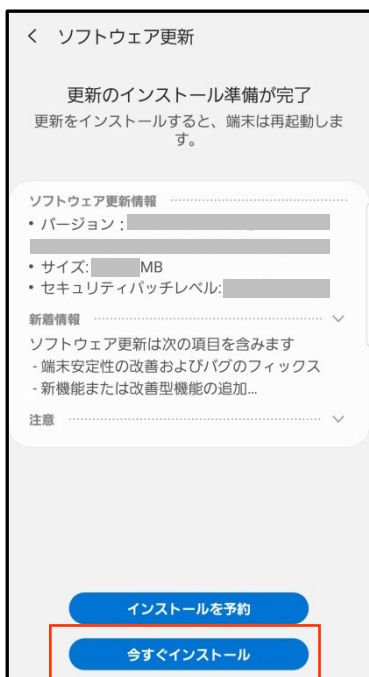 ソフトウェア更新
更新のインストール準備が完了
更新をインストールすると、端末は再起動しま
す。
ソフトウェア更新情報
• バージョン :
• サイズ: MB
• セキュリティパッチレベル:
新着情報
ソフトウェア更新は次の項目を含みます
- 端末安定性の改善およびバグのフィックス
- 新機能または改善型機能の追加...
注意
インストールを予約
今すぐインストール